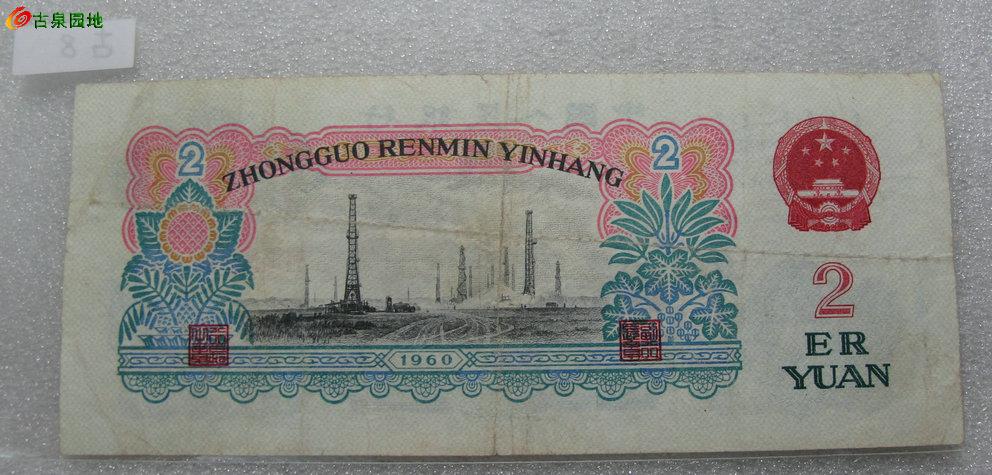 古泉园地
2
2
ZHONGGUO RENMIN YINHANG
1960
2
ER
YUAN